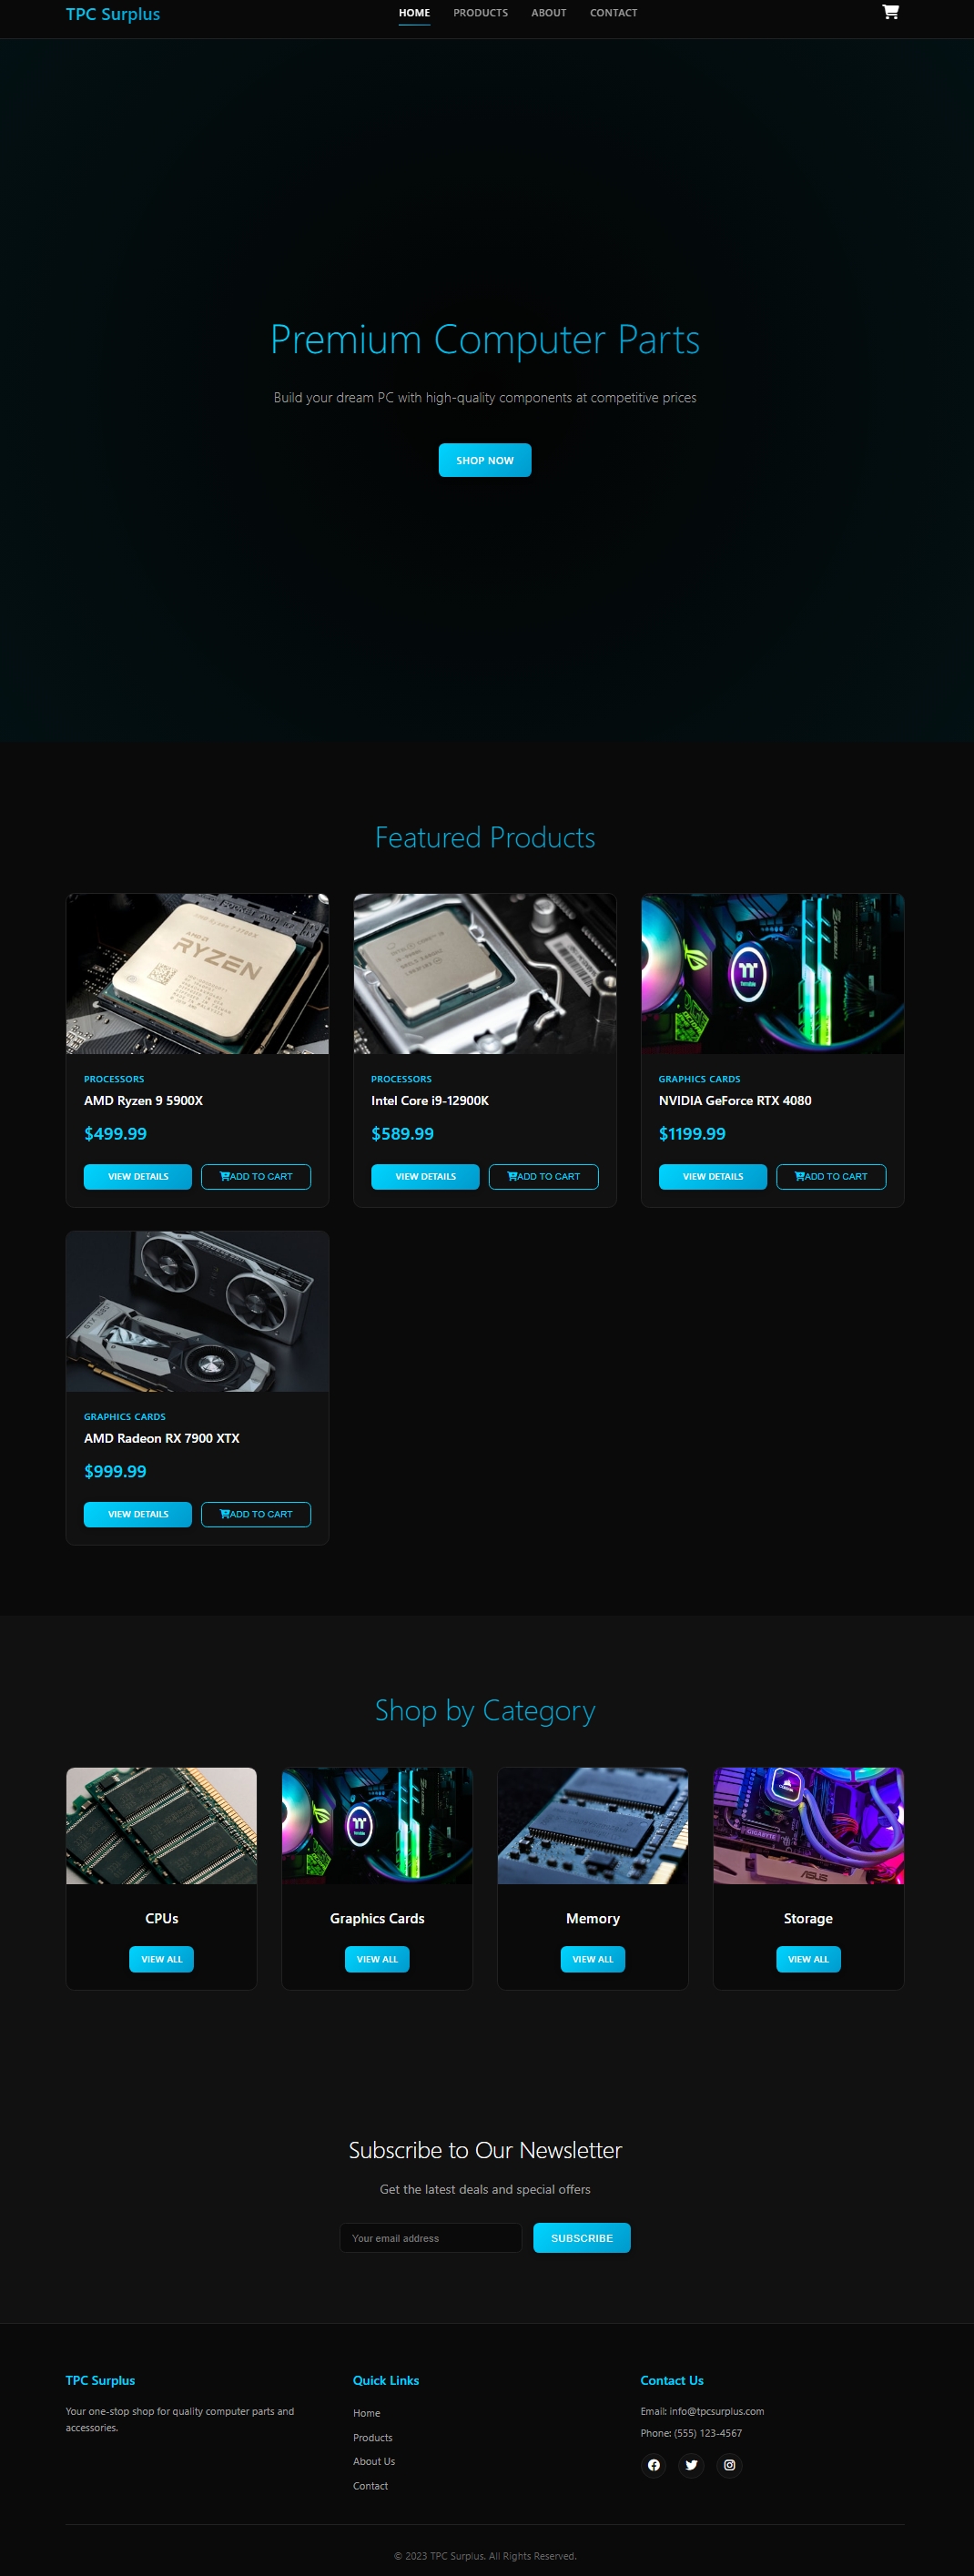 TPC Surplus
HOME PRODUCTS ABOUT CONTACT
Premium Computer Parts
Build your dream PC with high-quality components at competitive prices
SHOP NOW
Featured Products
AMD
RYZEN
PROCESSORS
AMD Ryzen 9 5900X
$499.99
VIEW DETAILS ADD TO CART
PROCESSORS
Intel Core i9-12900K
$589.99
VIEW DETAILS ADD TO CART
GRAPHICS CARDS
NVIDIA GeForce RTX 4080
$1199.99
VIEW DETAILS ADD TO CART
GRAPHICS CARDS
AMD Radeon RX 7900 XTX
$999.99
VIEW DETAILS ADD TO CART
Shop by Category
CPUs
VIEW ALL
Graphics Cards
VIEW ALL
Memory
VIEW ALL
GIGABYTE
ASUS
Storage
VIEW ALL
Subscribe to Our Newsletter
Get the latest deals and special offers
Your email address
SUBSCRIBE
TPC Surplus
Your one-stop shop for quality computer parts and
accessories.
Quick Links
Home
Products
About Us
Contact
Contact Us
Email: info@tpcsurplus.com
Phone: (555) 123-4567
© 2023 TPC Surplus. All Rights Reserved.